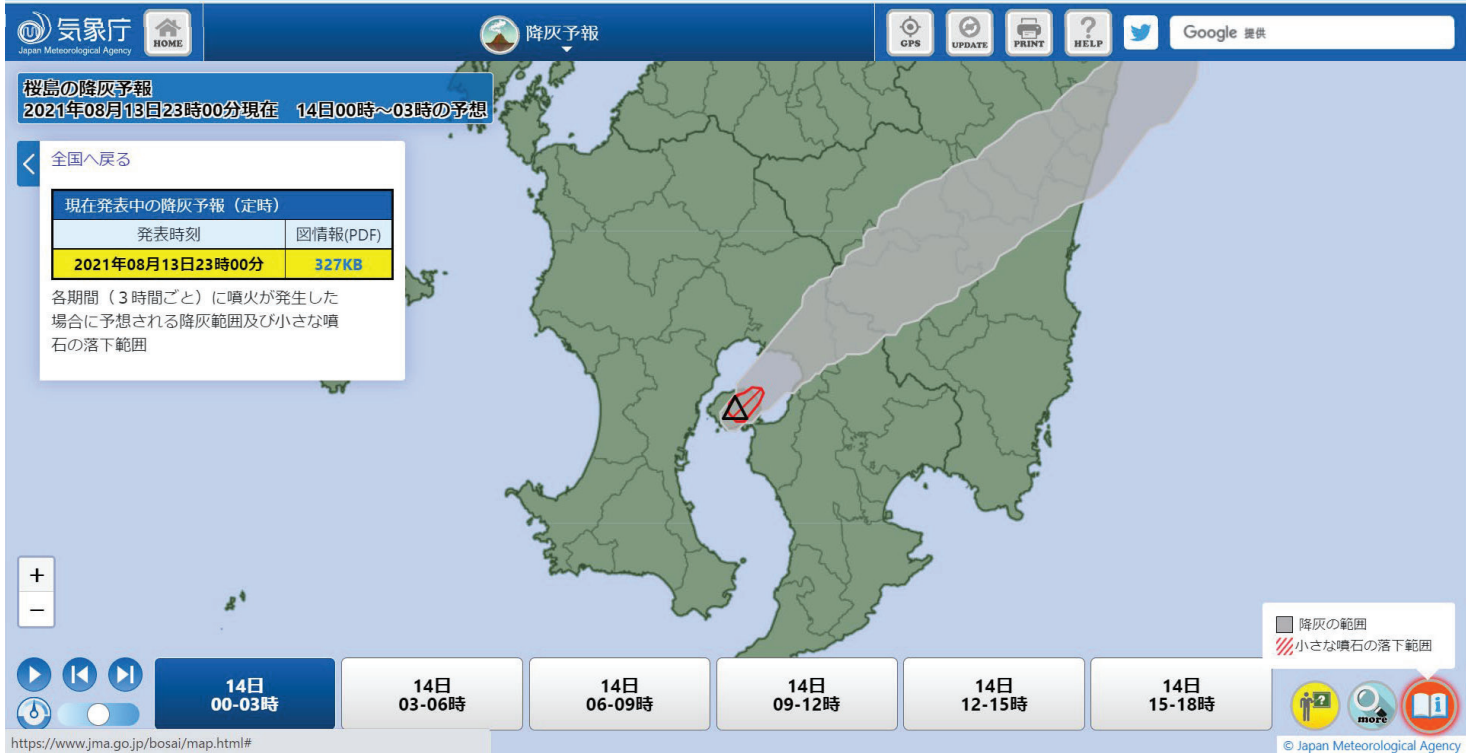 気象庁
Japan Meteorological Agency
HOME
降灰予報
GPS
UPDATE
PRINT
HELP
Google 提供
桜島の降灰予報
2021年08月13日23時00分現在 14日00時～03時の予想
全国へ戻る
現在発表中の降灰予報（定時）
発表時刻 図情報(PDF)
2021年08月13日23時00分 327KB
各期間（３時間ごと）に噴火が発生した
場合に予想される降灰範囲及び小さな噴
石の落下範囲
+
−
降灰の範囲
小さな噴石の落下範囲
14日
00-03時
14日
03-06時
14日
06-09時
14日
09-12時
14日
12-15時
14日
15-18時
?
more
i
https://www.jma.go.jp/bosai/map.html#
© Japan Meteorological Agency